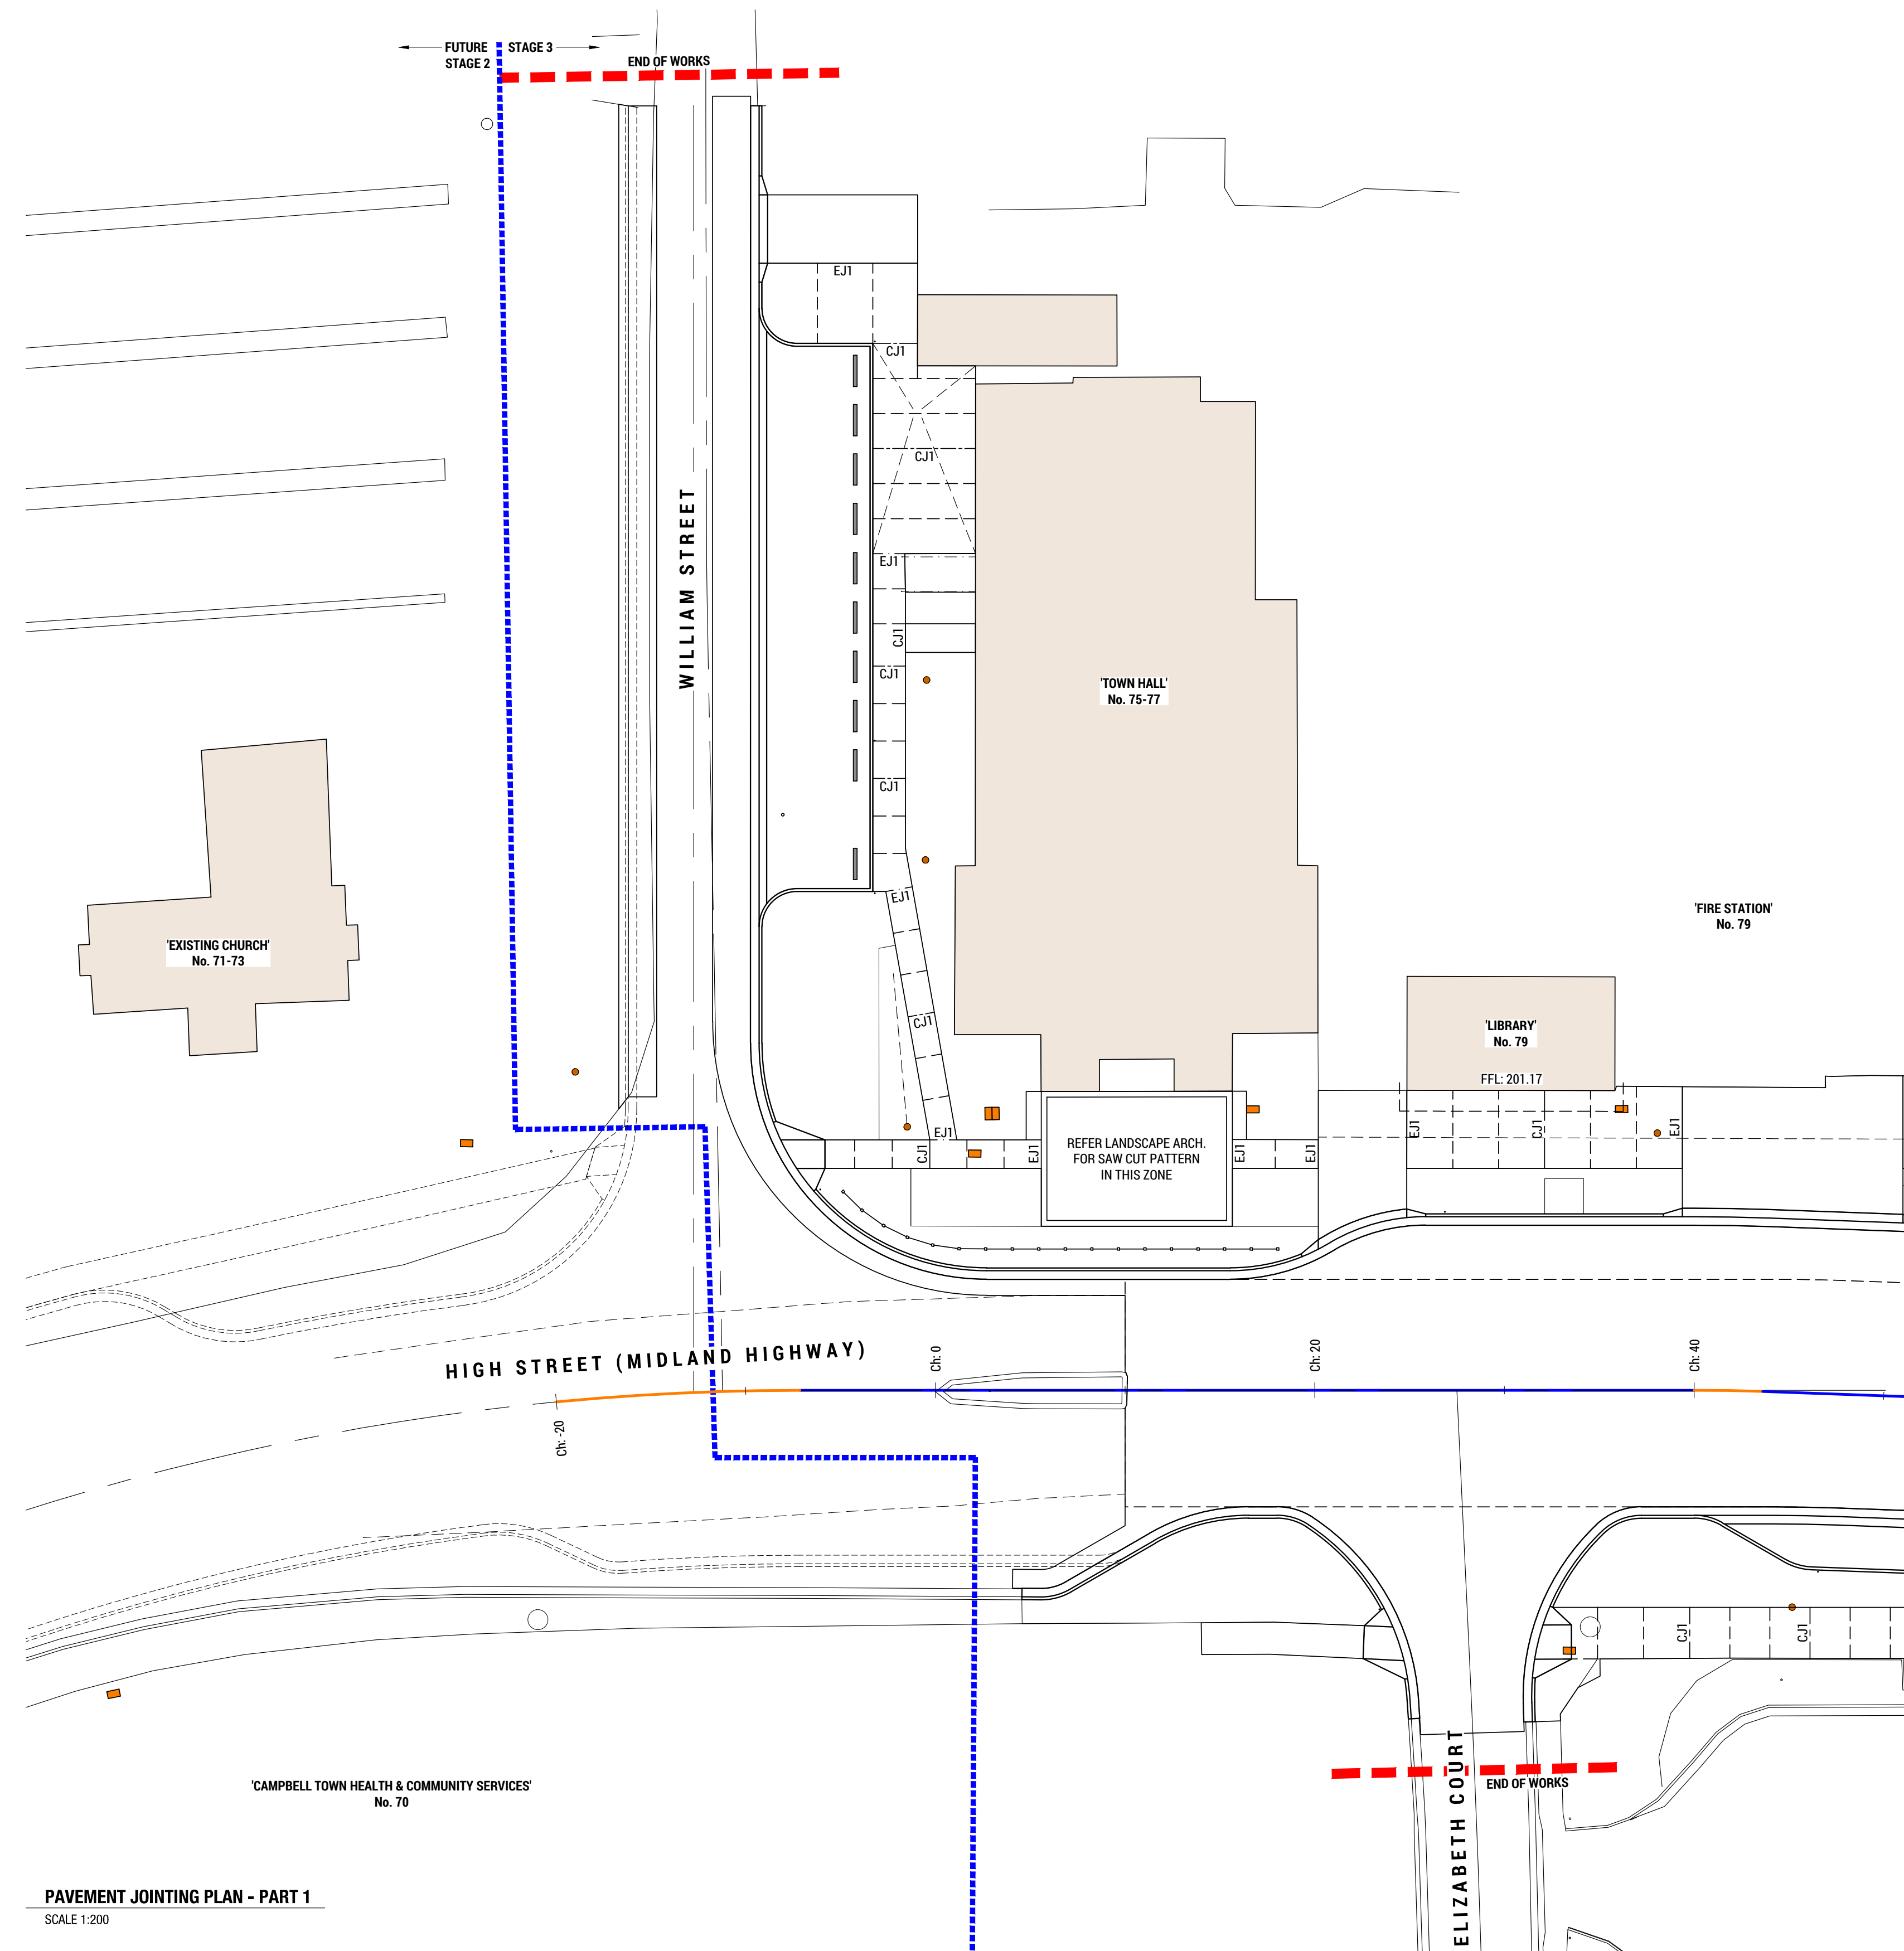 FUTURE STAGE 3
STAGE 2
END OF WORKS
EJ1
CJ1
CJ1
WILLIAM STREET
EJ1
CJ1
CJ1
'TOWN HALL'
No. 75-77
CJ1
EJ1
'FIRE STATION'
No. 79
'EXISTING CHURCH'
No. 71-73
CJ1
'LIBRARY'
No. 79
FFL: 201.17
EJ1
CJ1
EJ1
REFER LANDSCAPE ARCH.
FOR SAW CUT PATTERN
IN THIS ZONE
EJ1
EJ1
EJ1
CJ1
EJ1
HIGH STREET (MIDLAND HIGHWAY)
Ch: -20
Ch: 0
Ch: 20
Ch: 40
CJ1
CJ1
ELIZABETH COURT
END OF WORKS
'CAMPBELL TOWN HEALTH & COMMUNITY SERVICES'
No. 70
PAVEMENT JOINTING PLAN - PART 1
SCALE 1:200